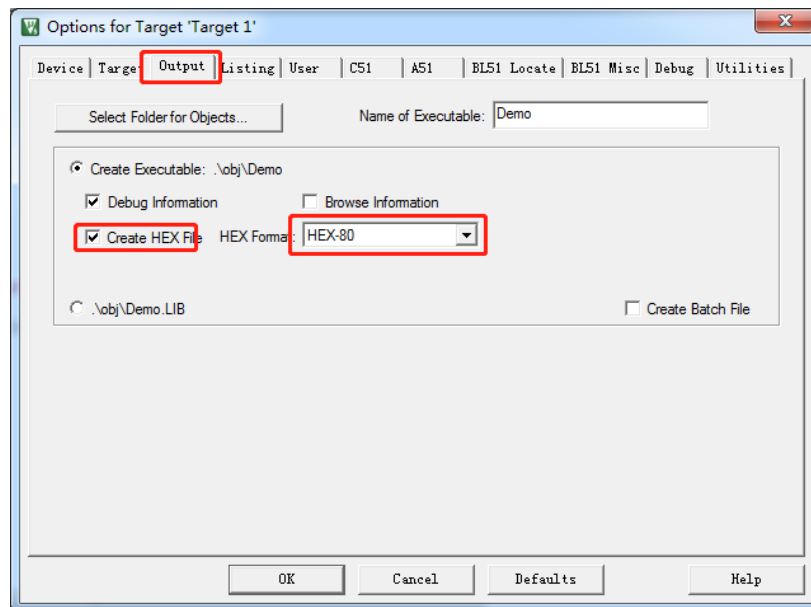 Options for Target 'Target 1'
Device Targe Output Listing User C51 A51 BL51 Locate BL51 Misc Debug Utilities
Select Folder for Objects... Name of Executable: Demo
Create Executable: .\obj\Demo
Debug Information Browse Information
Create HEX File HEX Format: HEX-80
.\obj\Demo.LIB Create Batch File
OK Cancel Defaults Help